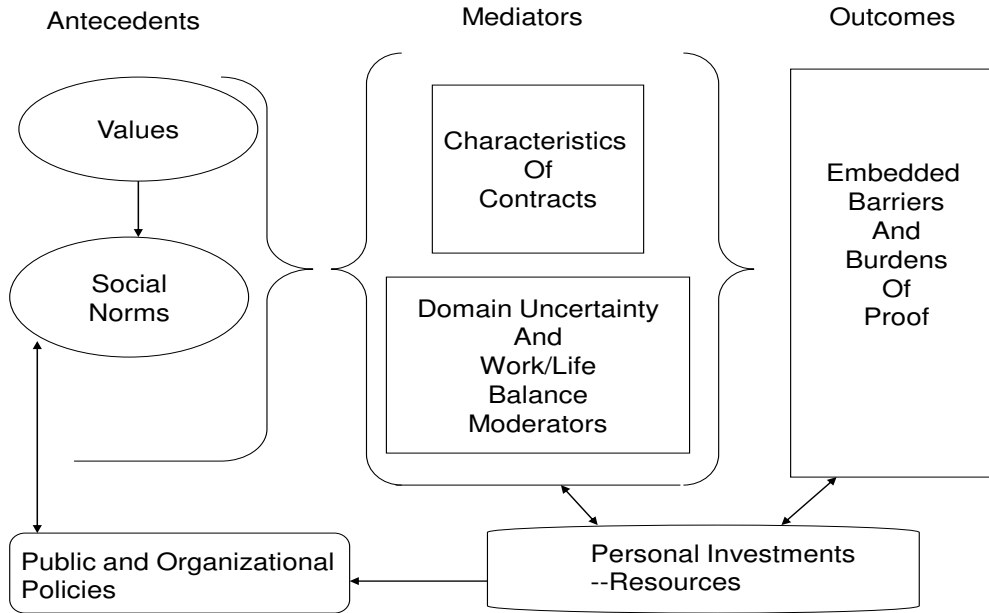 Antecedents
Mediators
Outcomes
Values
Social
Norms
Characteristics
Of
Contracts
Domain Uncertainty
And
Work/Life
Balance
Moderators
Embedded
Barriers
And
Burdens
Of
Proof
Public and Organizational
Policies
Personal Investments
--Resources